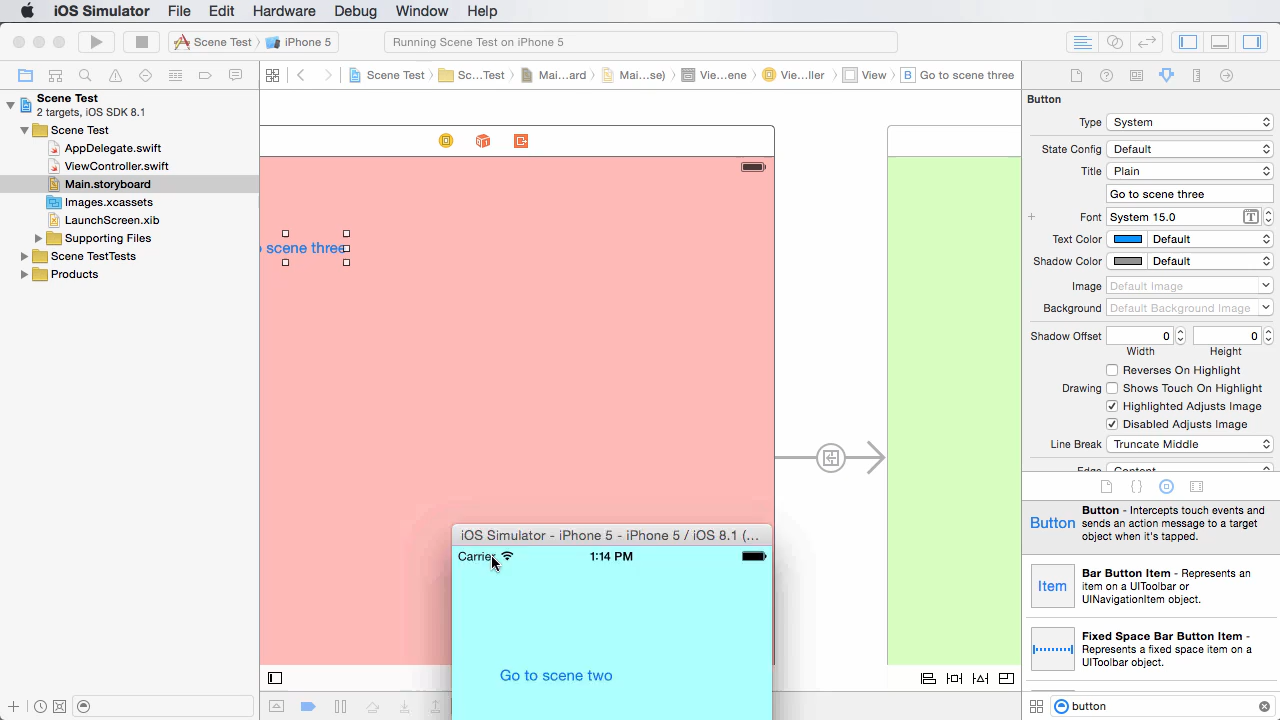 iOS Simulator File Edit Hardware Debug Window Help
Scene Test iPhone 5 Running Scene Test on iPhone 5
Scene Test Sc...Test Mai...ard Mai...se) Vie...ene Vie...ller View B Go to scene three
Scene Test
2 targets, iOS SDK 8.1
Scene Test
AppDelegate.swift
ViewController.swift
Main.storyboard
Images.xcassets
LaunchScreen.xib
Supporting Files
Scene TestTests
Products
scene three
iOS Simulator - iPhone 5 - iPhone 5 / iOS 8.1 (...
Carrier 1:14 PM
Go to scene two
Button
Type System
State Config Default
Title Plain
Go to scene three
Font System 15.0 T
Text Color Default
Shadow Color Default
Image Default Image
Background Default Background Image
Shadow Offset 0 0
Width Height
Reverses On Highlight
Drawing Shows Touch On Highlight
Highlighted Adjusts Image
Disabled Adjusts Image
Line Break Truncate Middle
Edge Content
Button Button - Intercepts touch events and
sends an action message to a target
object when it's tapped.
Item Bar Button Item - Represents an
item on a UIToolbar or
UINavigationItem object.
Fixed Space Bar Button Item -
Represents a fixed space item on a
UIToolbar object.
button